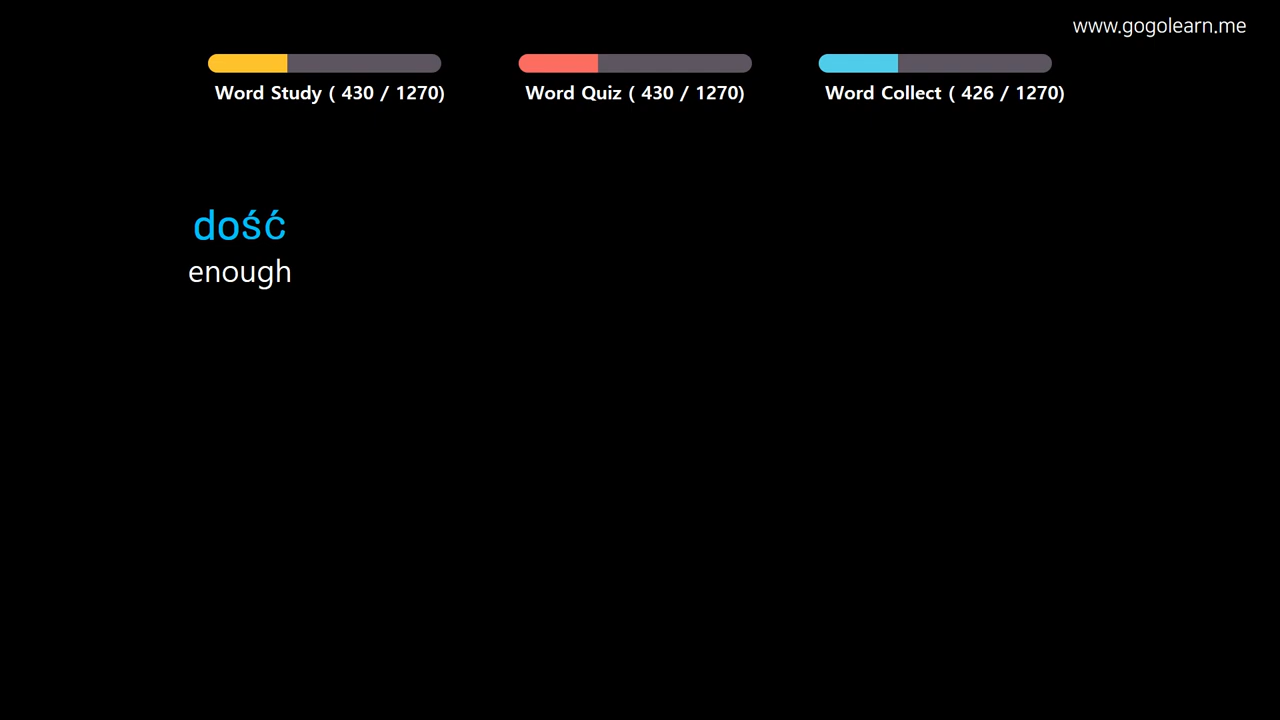 www.gogolearn.me
Word Study ( 430 / 1270)
Word Quiz ( 430 / 1270)
Word Collect ( 426 / 1270)
dość
enough